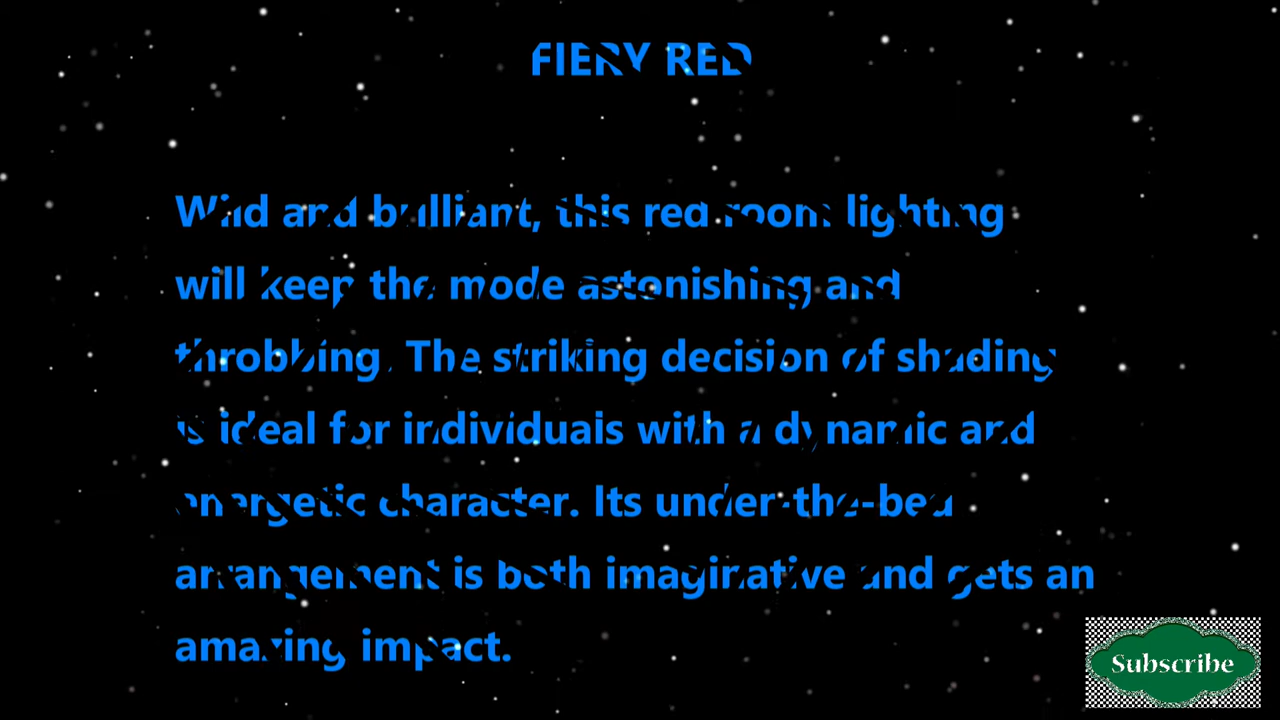 FIERY RED
Wild and brilliant, this red room lighting
will keep the mode astonishing and
throbbing. The striking decision of shading
is ideal for individuals with a dynamic and
energetic character. Its under-the-bed
arrangement is both imaginative and gets an
amazing impact.
Subscribe